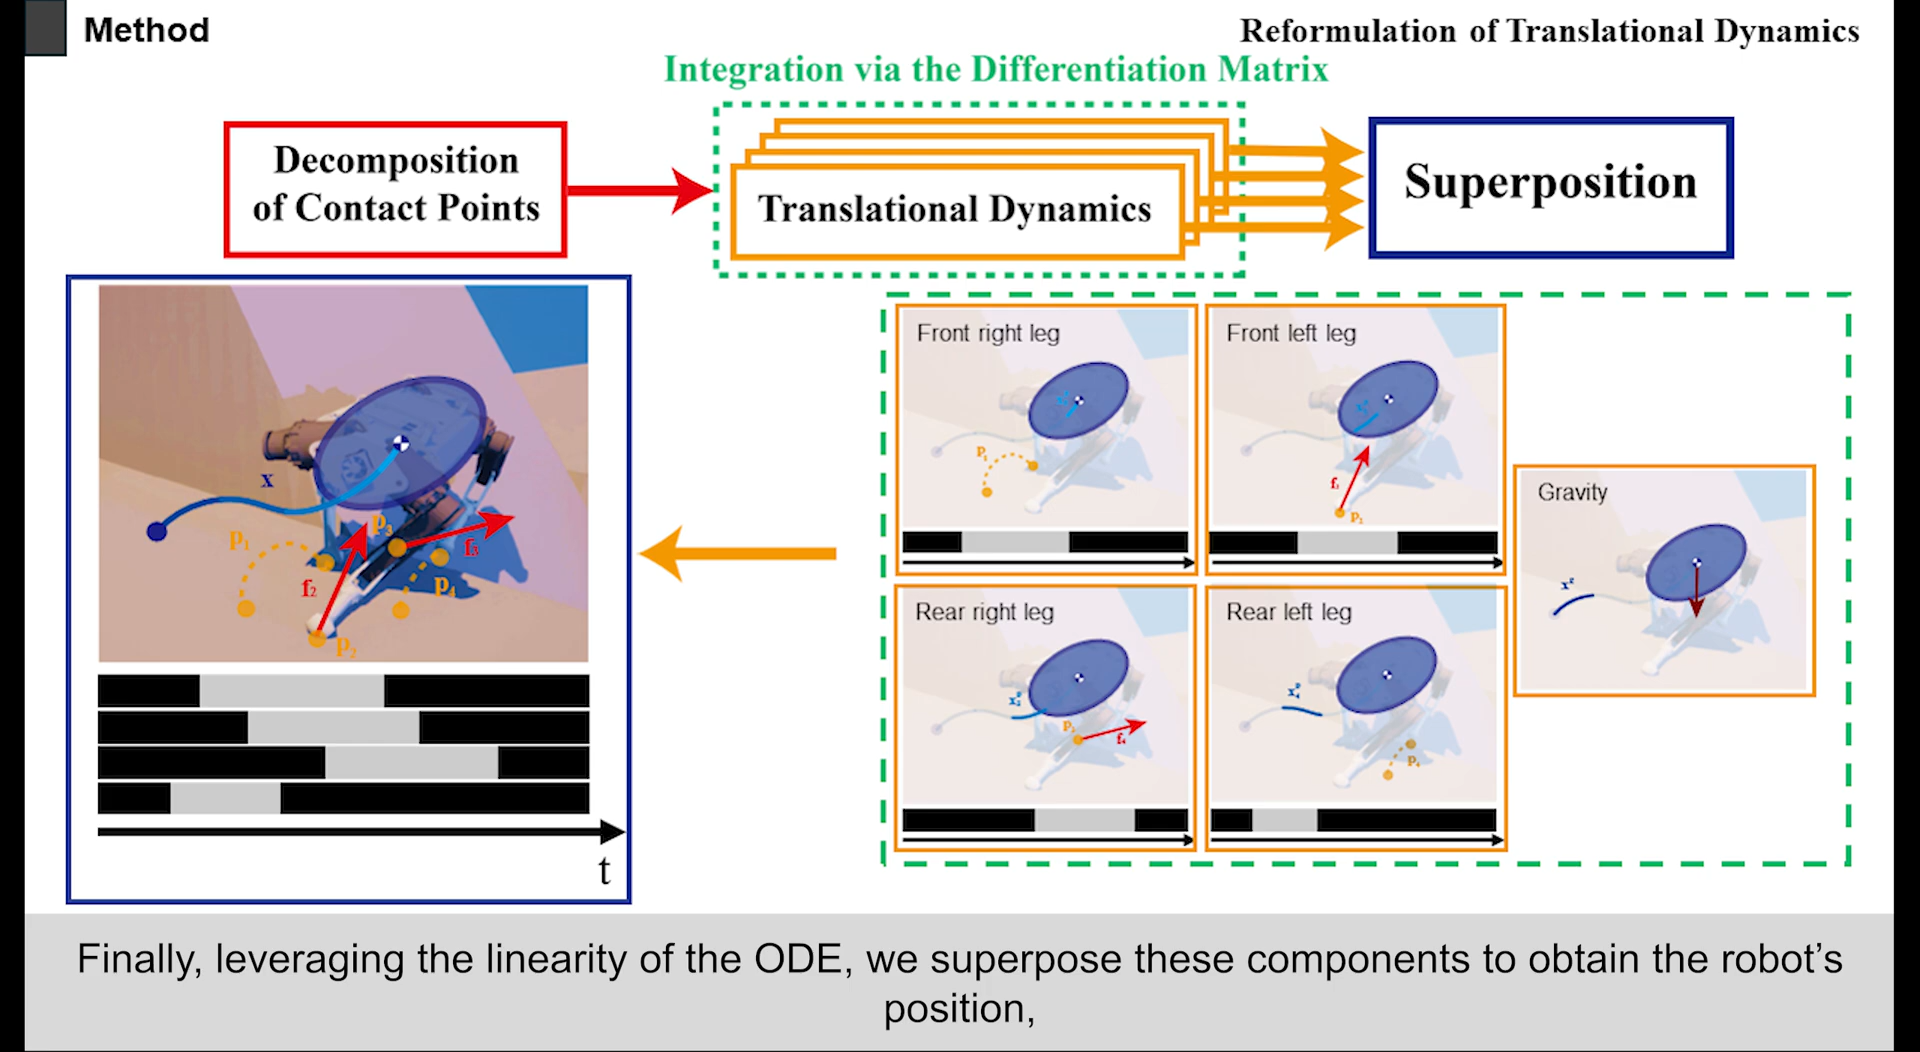 Method
Reformulation of Translational Dynamics
Integration via the Differentiation Matrix
Decomposition
of Contact Points
Translational Dynamics
Superposition
x
p1
p2
p3
p4
f2
f3
t
Front right leg
p1
Front left leg
Rear right leg
Rear left leg
p4
Gravity
Finally, leveraging the linearity of the ODE, we superpose these components to obtain the robot’s
position,